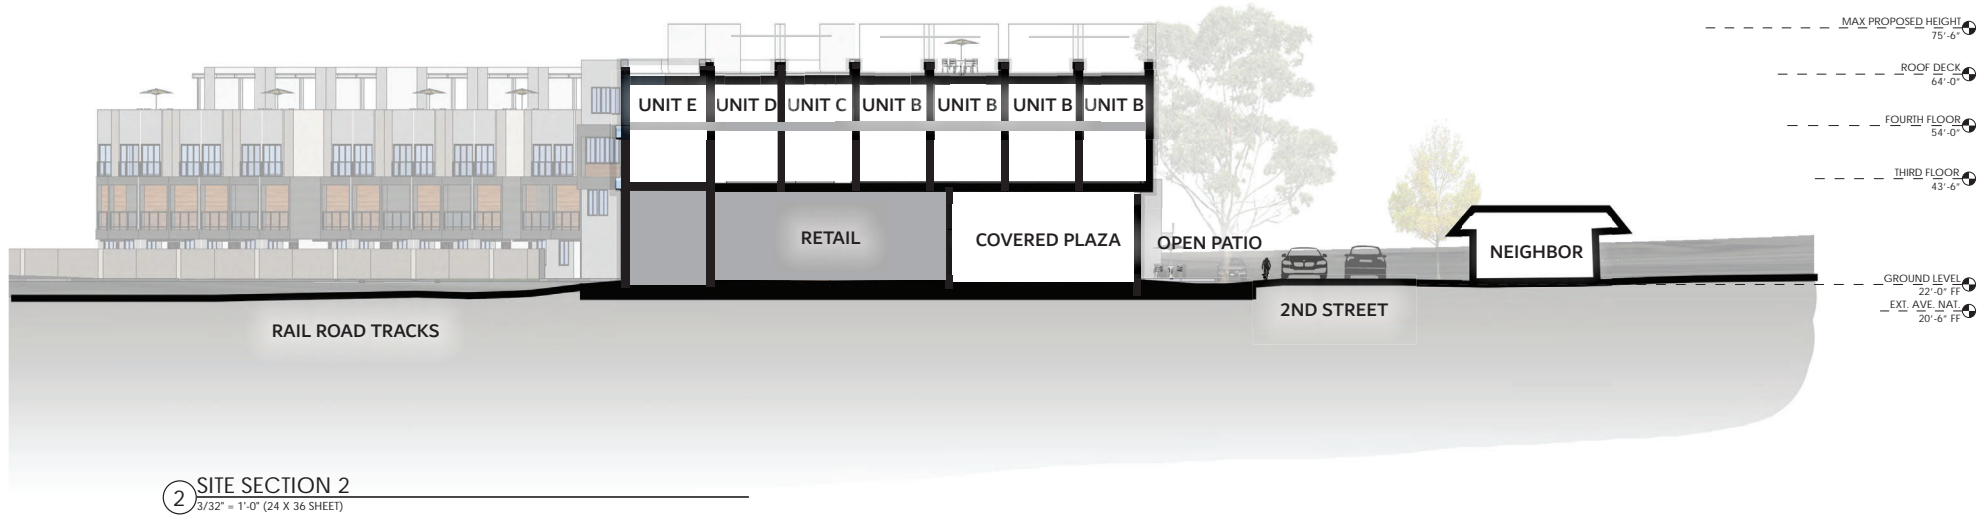 MAX PROPOSED HEIGHT
75'-6"
ROOF DECK
64'-0"
UNIT E UNIT D UNIT C UNIT B UNIT B UNIT B UNIT B
FOURTH FLOOR
54'-0"
THIRD FLOOR
43'-6"
RETAIL
COVERED PLAZA
OPEN PATIO
NEIGHBOR
GROUND LEVEL
22'-0" FF
EXT. AVE. NAT.
20'-6" FF
2ND STREET
RAIL ROAD TRACKS
2
SITE SECTION 2
3/32" = 1'-0" (24 X 36 SHEET)